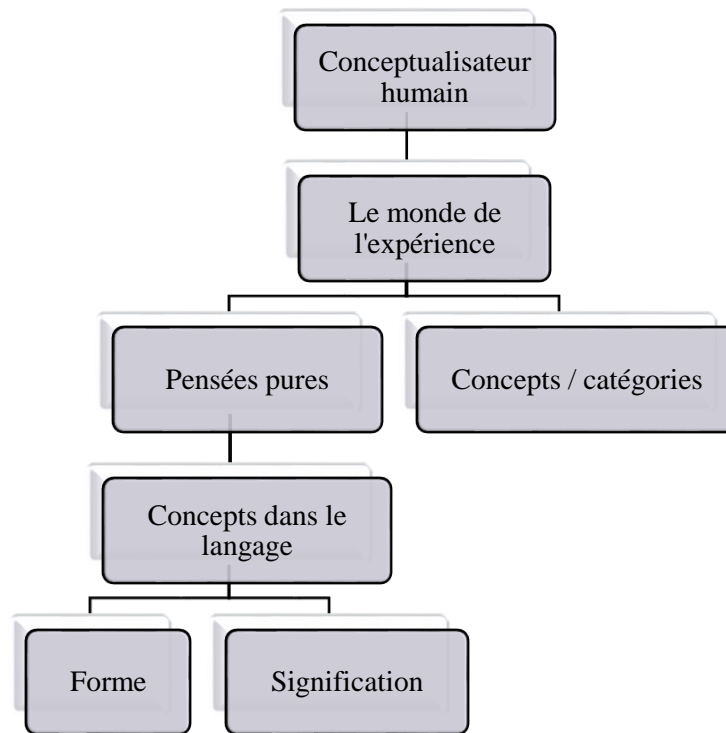 Conceptualisateur
humain
Le monde de
l'expérience
Pensées pures
Concepts / catégories
Concepts dans le
langage
Forme
Signification